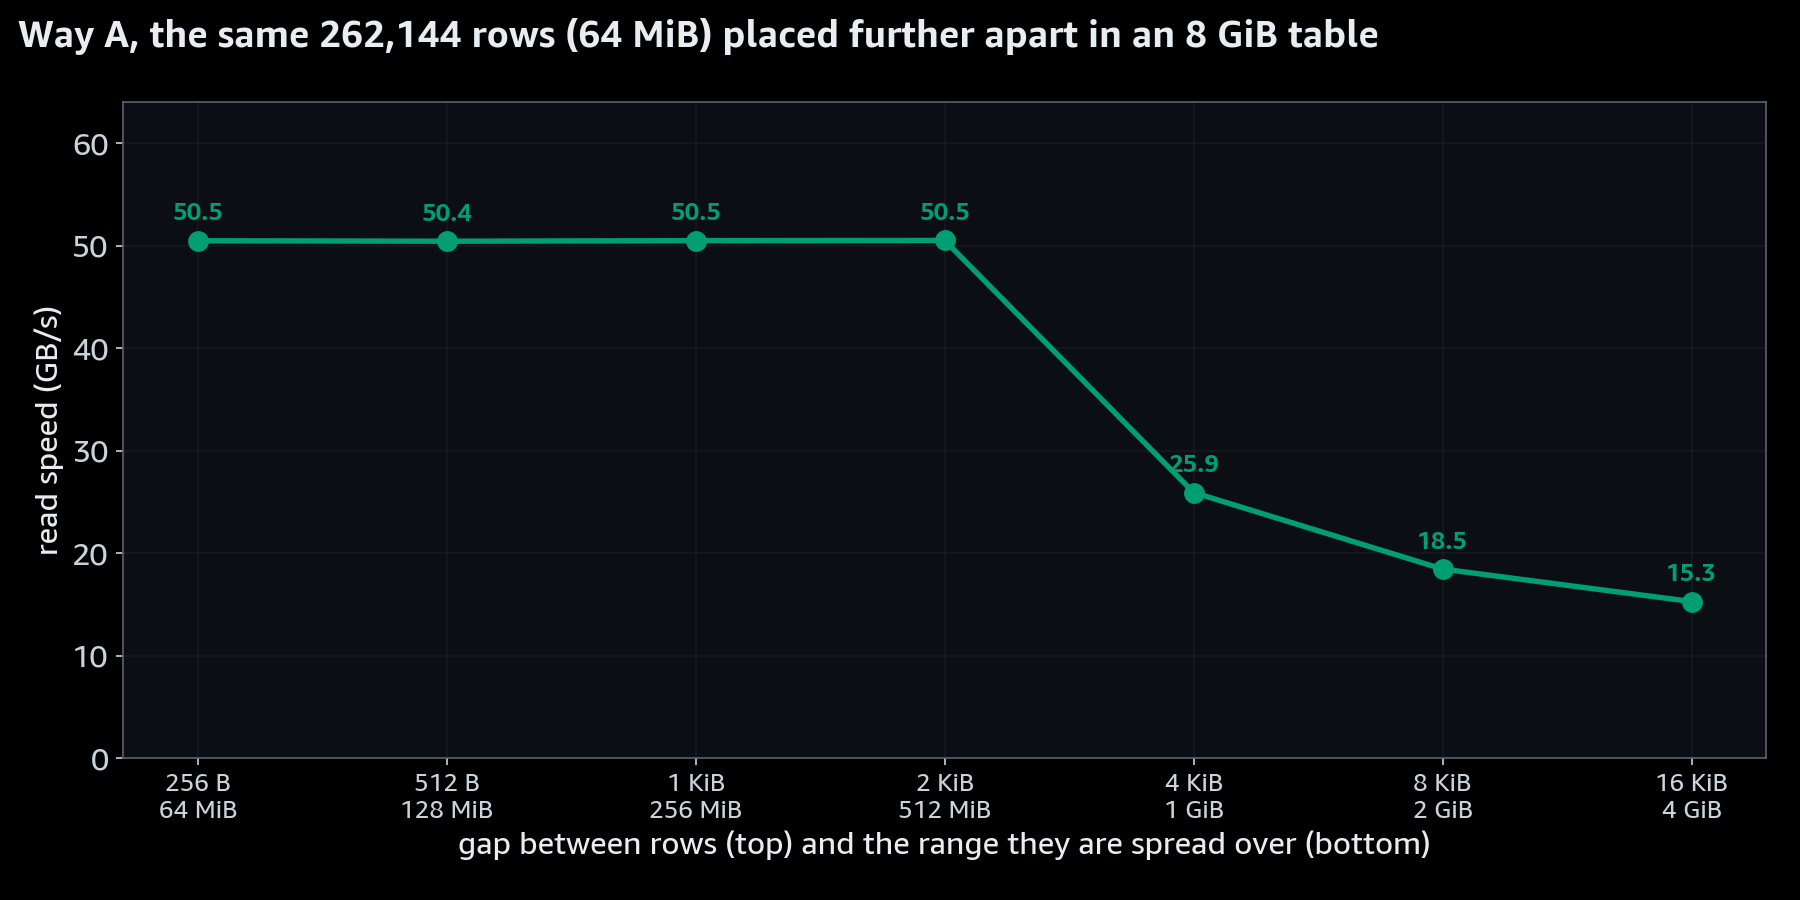 Way A, the same 262,144 rows (64 MiB) placed further apart in an 8 GiB table
read speed (GB/s)
60
50
40
30
20
10
0
50.5
50.4
50.5
50.5
25.9
18.5
15.3
256 B
64 MiB
512 B
128 MiB
1 KiB
256 MiB
2 KiB
512 MiB
4 KiB
1 GiB
8 KiB
2 GiB
16 KiB
4 GiB
gap between rows (top) and the range they are spread over (bottom)